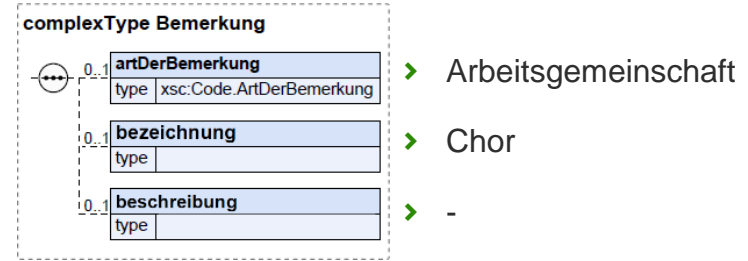 complexType Bemerkung
0..1 artDerBemerkung
type xsc:Code.ArtDerBemerkung
Arbeitsgemeinschaft
0..1 bezeichnung
type
Chor
0..1 beschreibung
type
-